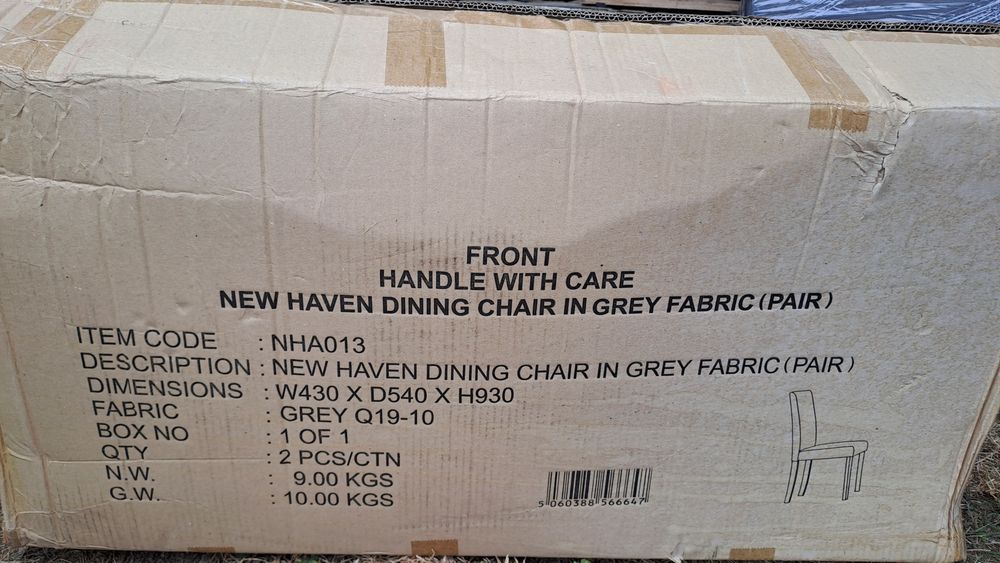 FRONT
HANDLE WITH CARE
NEW HAVEN DINING CHAIR IN GREY FABRIC (PAIR)
ITEM CODE : NHA013
DESCRIPTION : NEW HAVEN DINING CHAIR IN GREY FABRIC (PAIR)
DIMENSIONS : W430 X D540 X H930
FABRIC : GREY Q19-10
BOX NO : 1 OF 1
QTY : 2 PCS/CTN
N.W. : 9.00 KGS
G.W. : 10.00 KGS
5 060388 566647